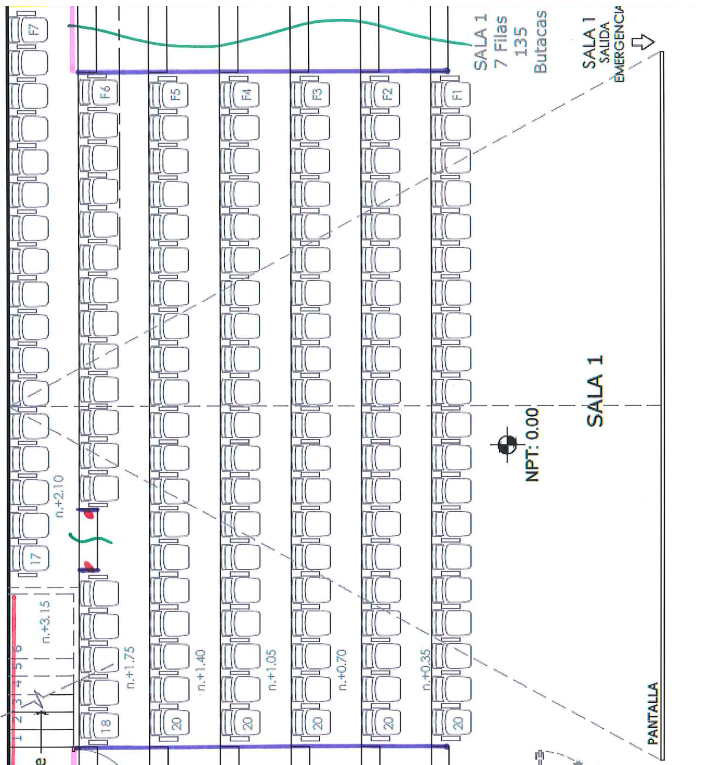 F7
F6
F5
F4
F3
F2
F1
SALA 1
7 Filas
135
Butacas
SALA 1
SALIDA
EMERGENCIA
n.+2.10
17
n.+3.15
1 2 3 4 5 6
n.+1.75
n.+1.40
n.+1.05
n.+0.70
n.+0.35
18
20
20
20
20
20
NPT: 0.00
SALA 1
PANTALLA
e